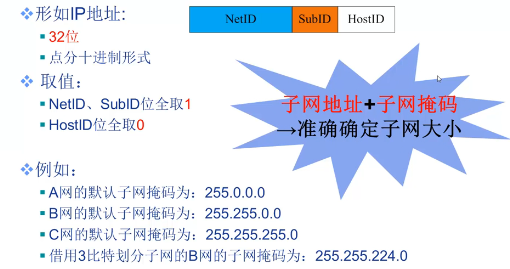 形如IP地址:
32位
点分十进制形式
取值：
NetID、SubID位全取1
HostID位全取0
NetID SubID HostID
子网地址+子网掩码
→准确确定子网大小
例如：
A网的默认子网掩码为：255.0.0.0
B网的默认子网掩码为：255.255.0.0
C网的默认子网掩码为：255.255.255.0
借用3比特划分子网的B网的子网掩码为：255.255.224.0